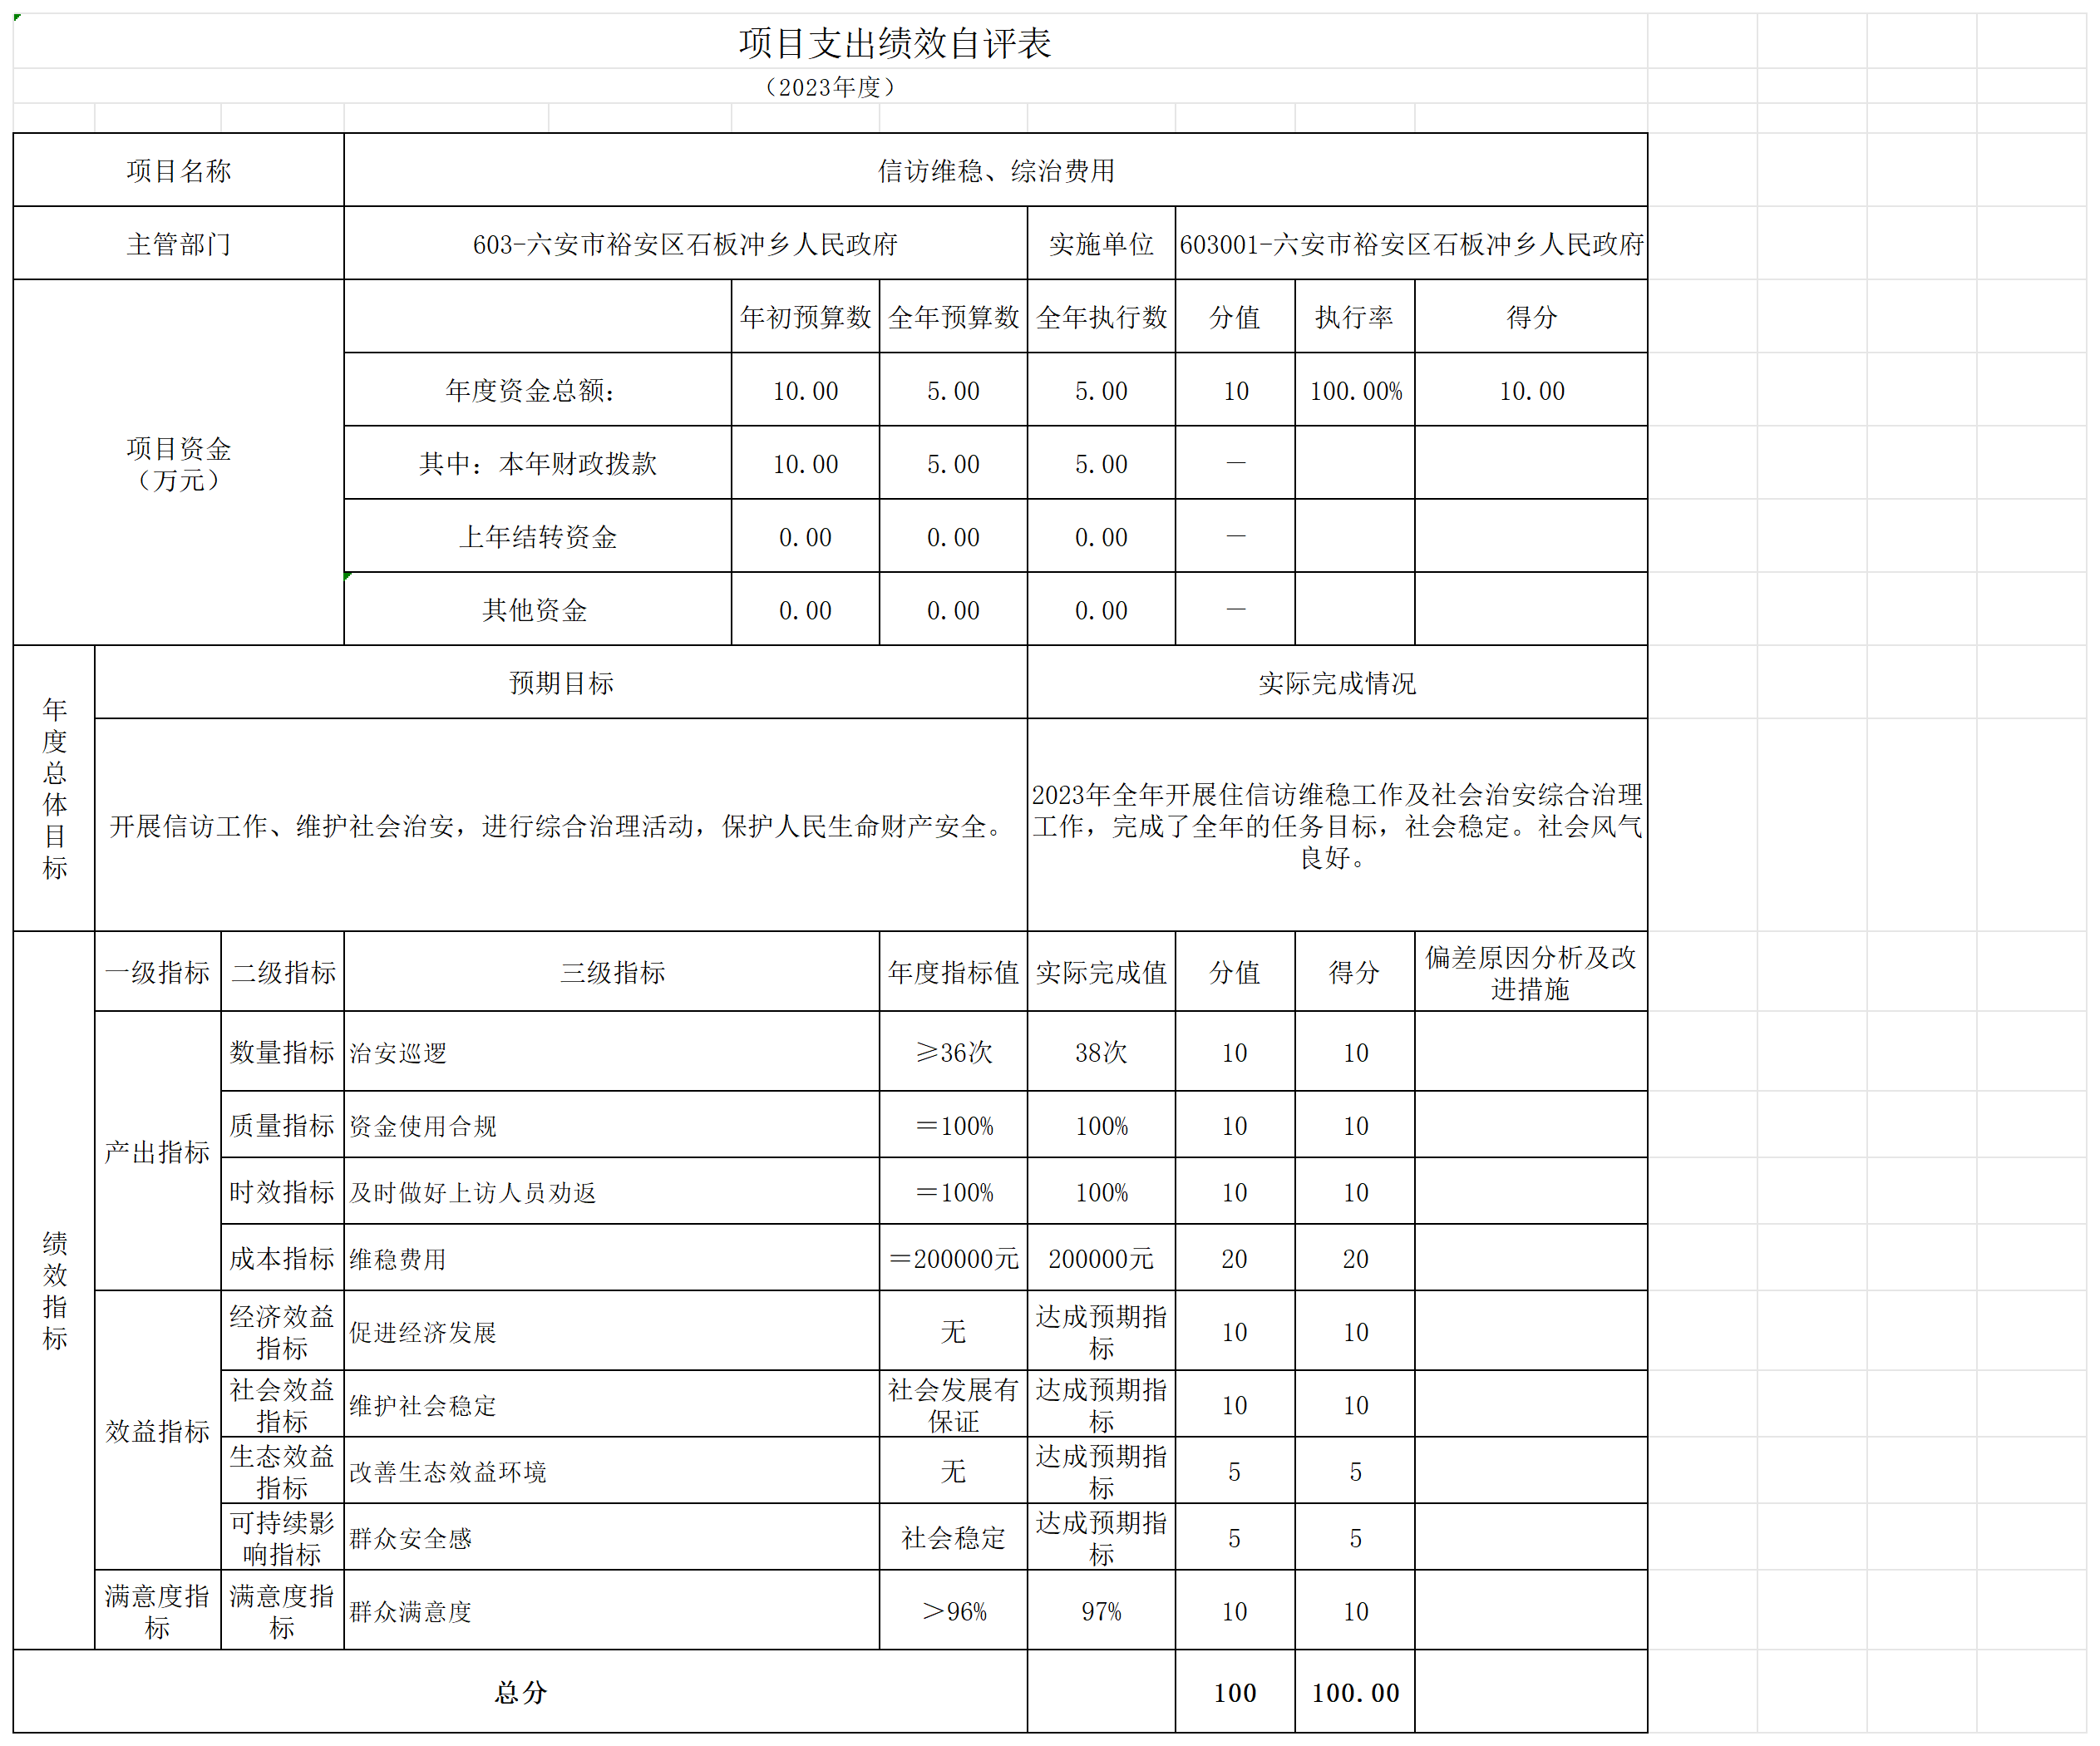 项目支出绩效自评表
（2023年度）
项目名称 信访维稳、综治费用
主管部门 603-六安市裕安区石板冲乡人民政府 实施单位 603001-六安市裕安区石板冲乡人民政府
项目资金
（万元）
年初预算数 全年预算数 全年执行数 分值 执行率 得分
年度资金总额： 10.00 5.00 5.00 10 100.00% 10.00
其中：本年财政拨款 10.00 5.00 5.00 －
上年结转资金 0.00 0.00 0.00 －
其他资金 0.00 0.00 0.00 －
年度总体目标
预期目标 实际完成情况
开展信访工作、维护社会治安，进行综合治理活动，保护人民生命财产安全。
2023年全年开展住信访维稳工作及社会治安综合治理
工作，完成了全年的任务目标，社会稳定。社会风气
良好。
绩效指标
一级指标 二级指标 三级指标 年度指标值 实际完成值 分值 得分 偏差原因分析及改
进措施
产出指标
数量指标 治安巡逻 ≥36次 38次 10 10
质量指标 资金使用合规 ＝100% 100% 10 10
时效指标 及时做好上访人员劝返 ＝100% 100% 10 10
成本指标 维稳费用 ＝200000元 200000元 20 20
效益指标
经济效益
指标 促进经济发展 无 达成预期指
标 10 10
社会效益
指标 维护社会稳定 社会发展有
保证 达成预期指
标 10 10
生态效益
指标 改善生态效益环境 无 达成预期指
标 5 5
可持续影
响指标 群众安全感 社会稳定 达成预期指
标 5 5
满意度指
标 满意度指
标 群众满意度 ＞96% 97% 10 10
总分 100 100.00